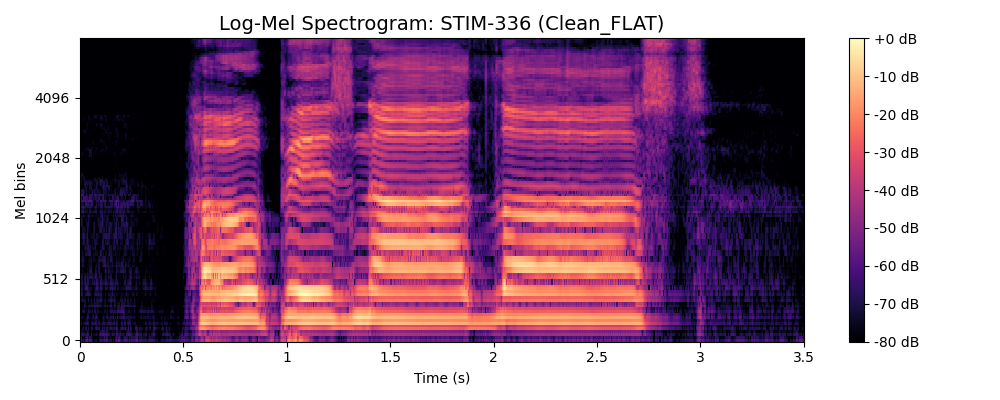 Log-Mel Spectrogram: STIM-336 (Clean_FLAT)
Mel bins
4096
2048
1024
512
0
0
0.5
1
1.5
2
2.5
3
3.5
Time (s)
+0 dB
-10 dB
-20 dB
-30 dB
-40 dB
-50 dB
-60 dB
-70 dB
-80 dB